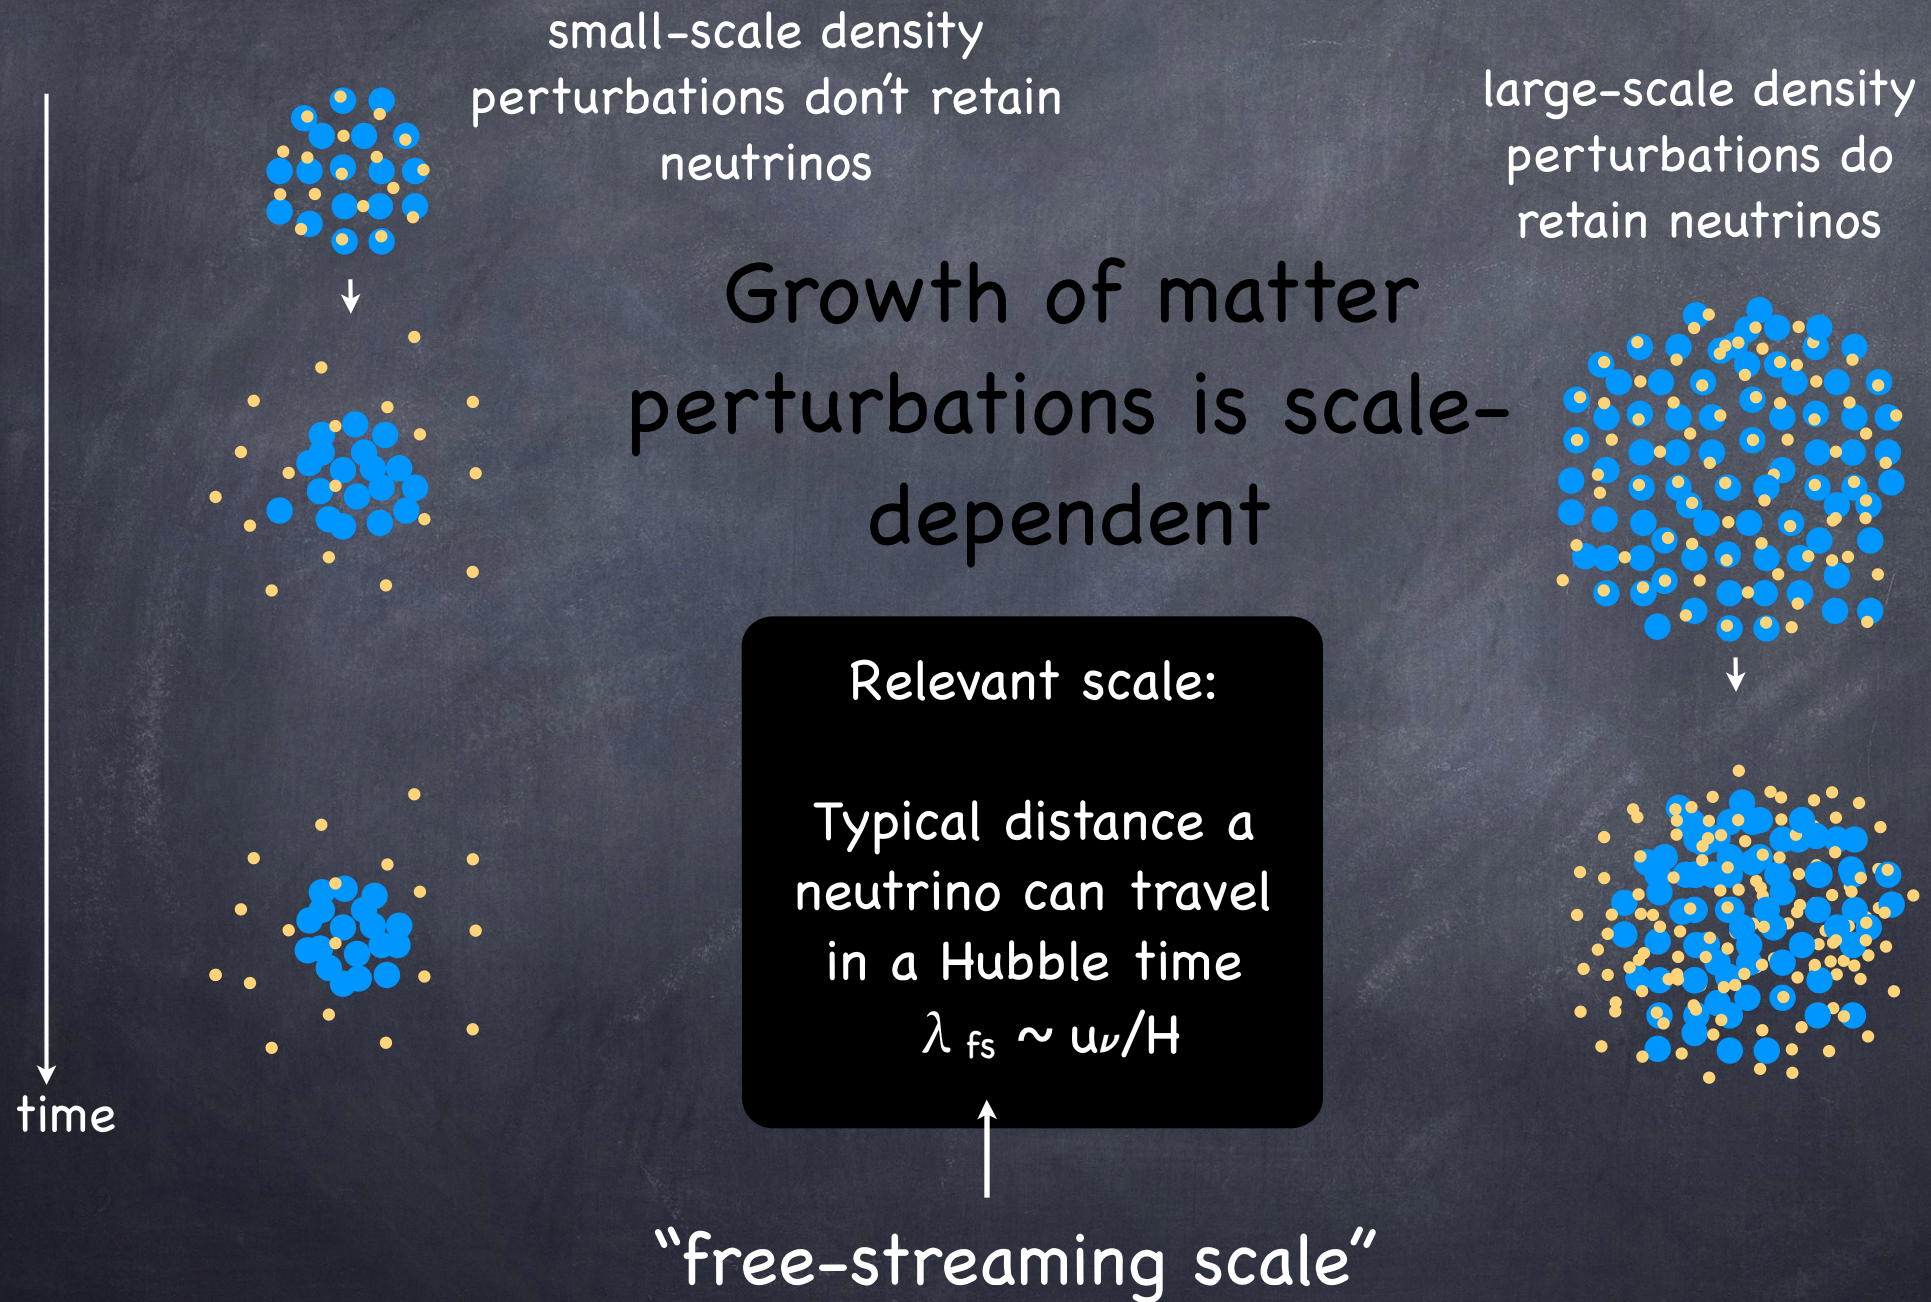 small-scale density
perturbations don't retain
neutrinos
large-scale density
perturbations do
retain neutrinos
Growth of matter
perturbations is scale-
dependent
Relevant scale:
Typical distance a
neutrino can travel
in a Hubble time
λ fs ~ uν/H
time
“free-streaming scale”